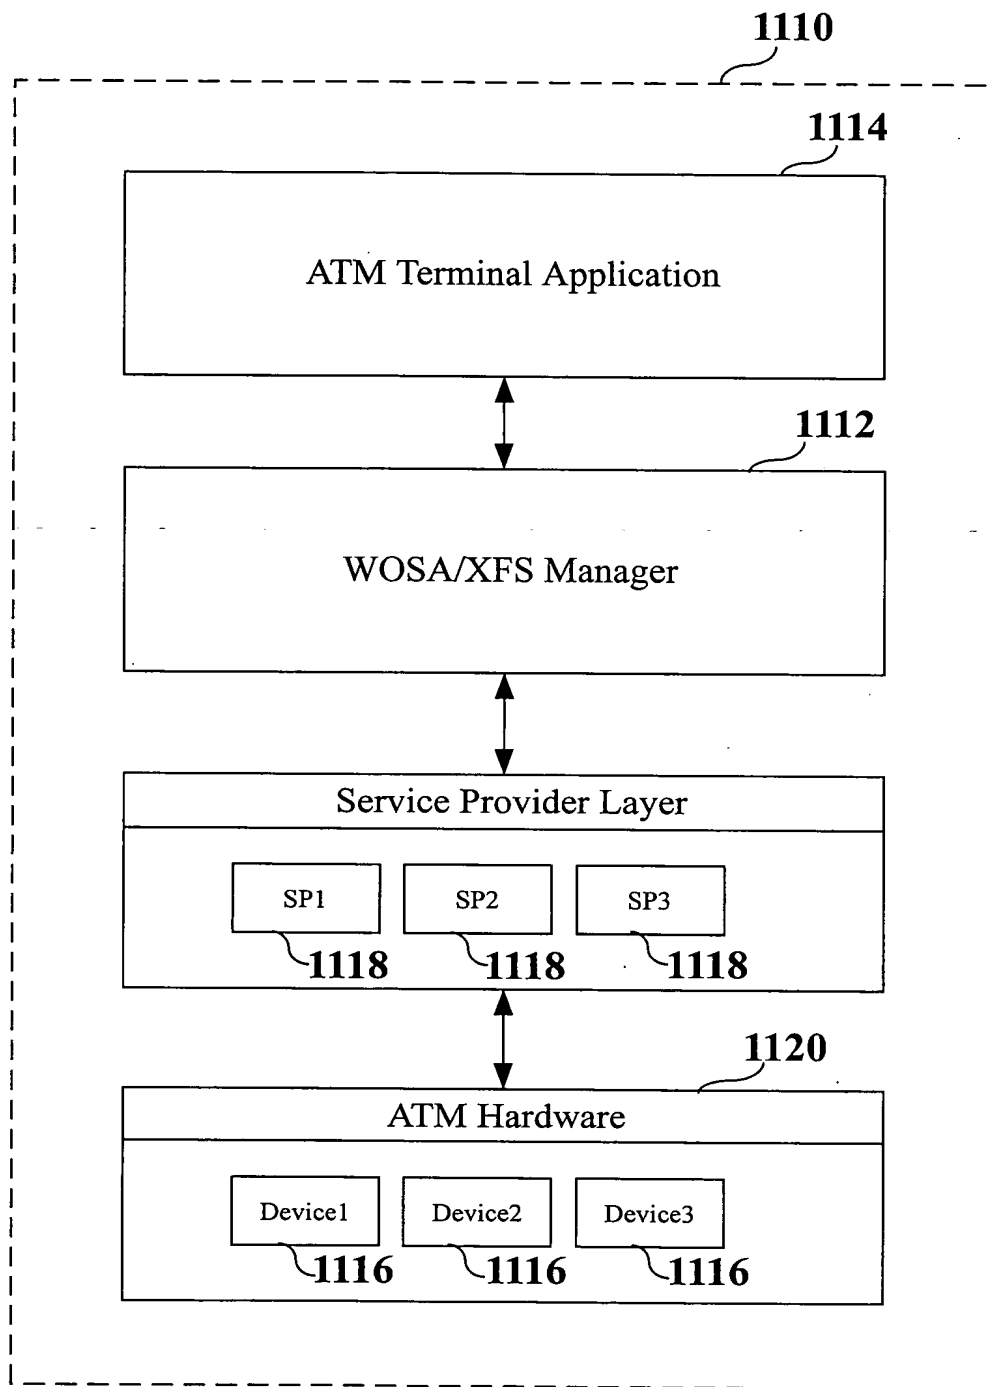 1110
1114
ATM Terminal Application
1112
WOSA/XFS Manager
Service Provider Layer
SP1 SP2 SP3
1118 1118 1118
1120
ATM Hardware
Device1 Device2 Device3
1116 1116 1116